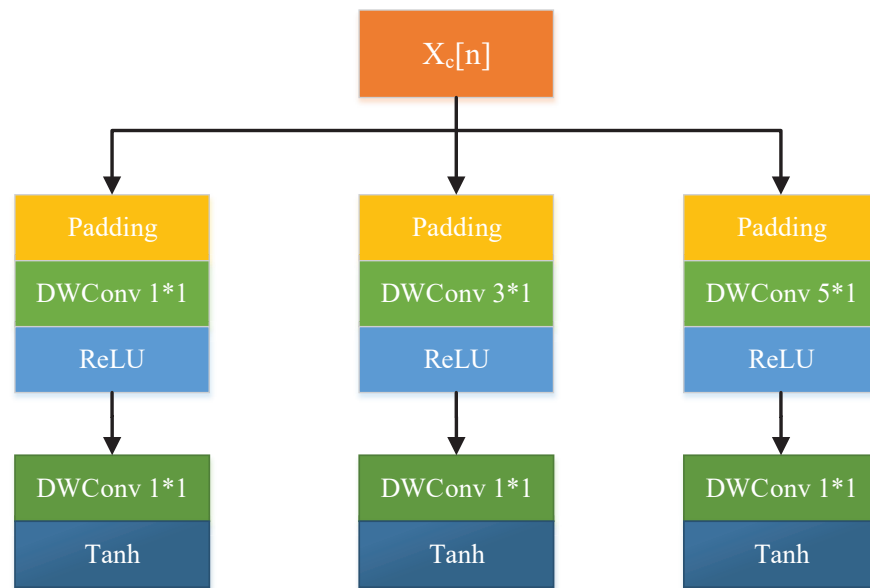 Xc[n]
Padding
Padding
Padding
DWConv 1*1
DWConv 3*1
DWConv 5*1
ReLU
ReLU
ReLU
DWConv 1*1
DWConv 1*1
DWConv 1*1
Tanh
Tanh
Tanh